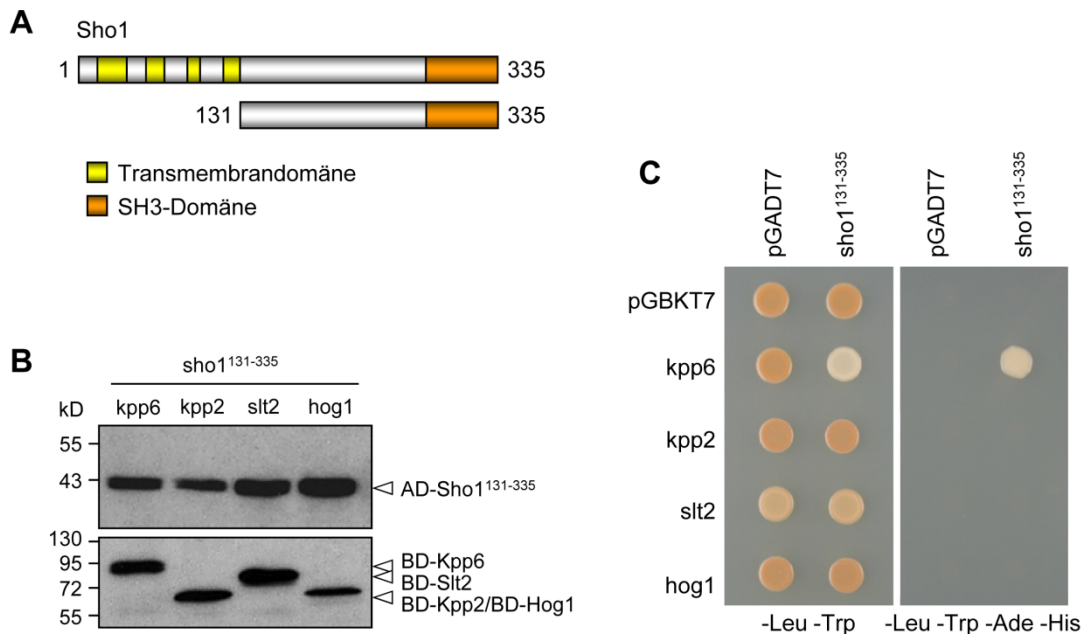 A
Sho1
1
335
131
335
Transmembrandomäne
SH3-Domäne
B
sho1¹³¹⁻³³⁵
kD
kpp6 kpp2 slt2 hog1
55
43
AD-Sho1¹³¹⁻³³⁵
130
95
72
55
BD-Kpp6
BD-Slt2
BD-Kpp2/BD-Hog1
C
pGADT7
sho1¹³¹⁻³³⁵
pGADT7
sho1¹³¹⁻³³⁵
pGBKT7
kpp6
kpp2
slt2
hog1
-Leu -Trp
-Leu -Trp -Ade -His